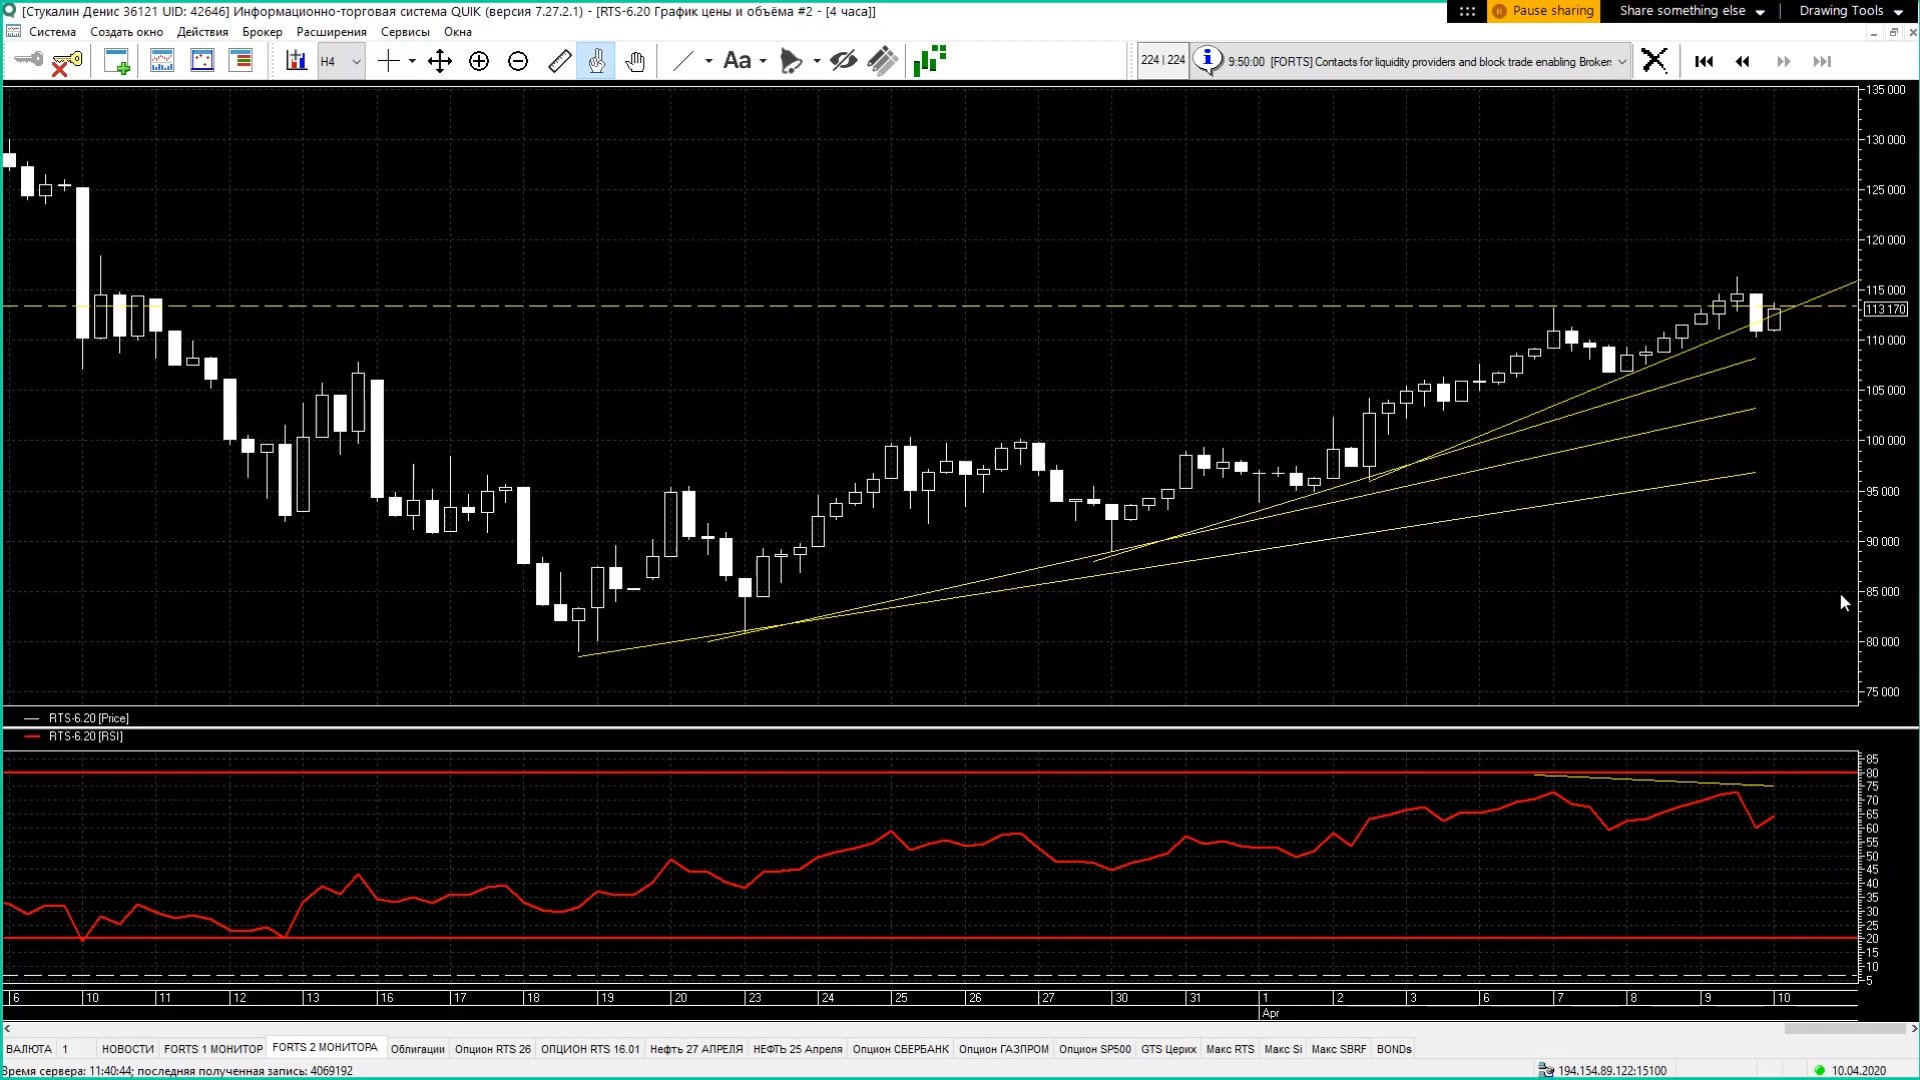 [Стукалин Денис 36121 UID: 42646] Информационно-торговая система QUIK (версия 7.27.2.1) - [RTS-6.20 График цены и объёма #2 - [4 часа]]
Pause sharing
Share something else
Drawing Tools
Система Создать окно Действия Брокер Расширения Сервисы Окна
H4
Aa
224 | 224
9:50:00 [FORTS] Contacts for liquidity providers and block trade enabling Broker
135 000
130 000
125 000
120 000
115 000
113 170
110 000
105 000
100 000
95 000
90 000
85 000
80 000
75 000
RTS-6.20 [Price]
RTS-6.20 [RSI]
85
80
75
70
65
60
55
50
45
40
35
30
25
20
15
10
5
6 10 11 12 13 16 17 18 19 20 23 24 25 26 27 30 31 1 2 3 6 7 8 9 10
Apr
ВАЛЮТА 1 НОВОСТИ FORTS 1 МОНИТОР FORTS 2 МОНИТОРА Облигации Опцион RTS 26 ОПЦИОН RTS 16.01 Нефть 27 АПРЕЛЯ НЕФТЬ 25 Апреля Опцион СБЕРБАНК Опцион ГАЗПРОМ Опцион SP500 GTS Церих Макс RTS Макс Si Макс SBRF BONDs
Время сервера: 11:40:44; последняя полученная запись: 4069192
194.154.89.122:15100
10.04.2020